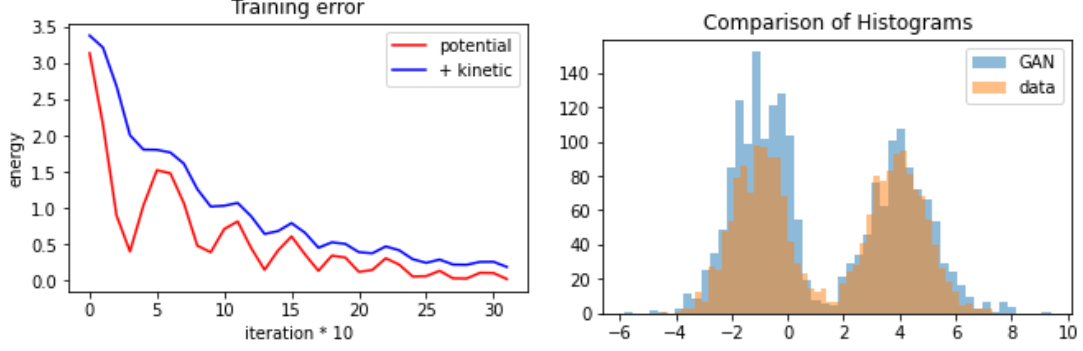 Training error
3.5
3.0
2.5
2.0
1.5
1.0
0.5
0.0
energy
potential
+ kinetic
0 5 10 15 20 25 30
iteration * 10
Comparison of Histograms
140
120
100
80
60
40
20
0
GAN
data
−6 −4 −2 0 2 4 6 8 10